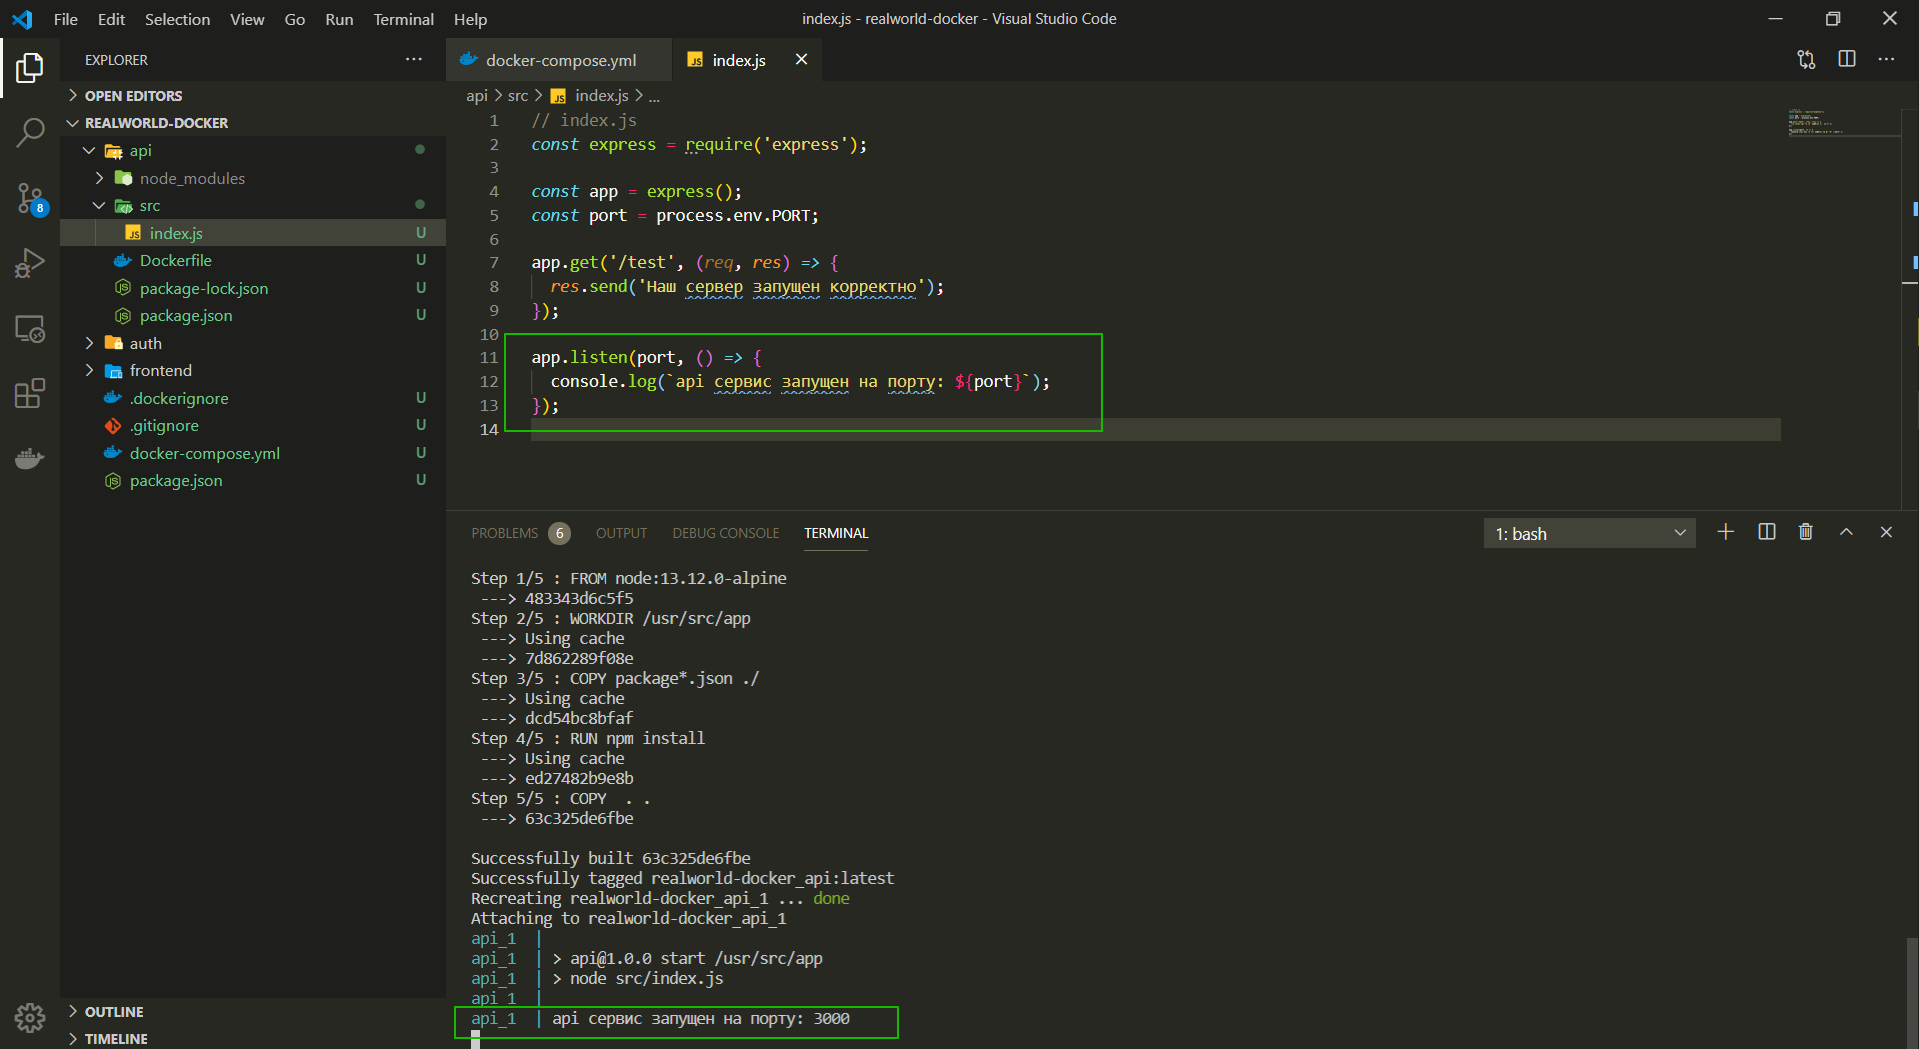 File Edit Selection View Go Run Terminal Help
index.js - realworld-docker - Visual Studio Code
EXPLORER
OPEN EDITORS
REALWORLD-DOCKER
api
node_modules
src
JS index.js U
Dockerfile U
package-lock.json U
package.json U
auth
frontend
.dockerignore U
.gitignore U
docker-compose.yml U
package.json U
OUTLINE
TIMELINE
8
docker-compose.yml
JS index.js
api > src > JS index.js > ...
1 // index.js
2 const express = require('express');
3
4 const app = express();
5 const port = process.env.PORT;
6
7 app.get('/test', (req, res) => {
8 res.send('Наш сервер запущен корректно');
9 });
10
11 app.listen(port, () => {
12 console.log(`api сервис запущен на порту: ${port}`);
13 });
14
PROBLEMS 6 OUTPUT DEBUG CONSOLE TERMINAL
1: bash
Step 1/5 : FROM node:13.12.0-alpine
---> 483343d6c5f5
Step 2/5 : WORKDIR /usr/src/app
---> Using cache
---> 7d862289f08e
Step 3/5 : COPY package*.json ./
---> Using cache
---> dcd54bc8bfaf
Step 4/5 : RUN npm install
---> Using cache
---> ed27482b9e8b
Step 5/5 : COPY  . .
---> 63c325de6fbe
Successfully built 63c325de6fbe
Successfully tagged realworld-docker_api:latest
Recreating realworld-docker_api_1 ... done
Attaching to realworld-docker_api_1
api_1 |
api_1 | > api@1.0.0 start /usr/src/app
api_1 | > node src/index.js
api_1 |
api_1 | api сервис запущен на порту: 3000